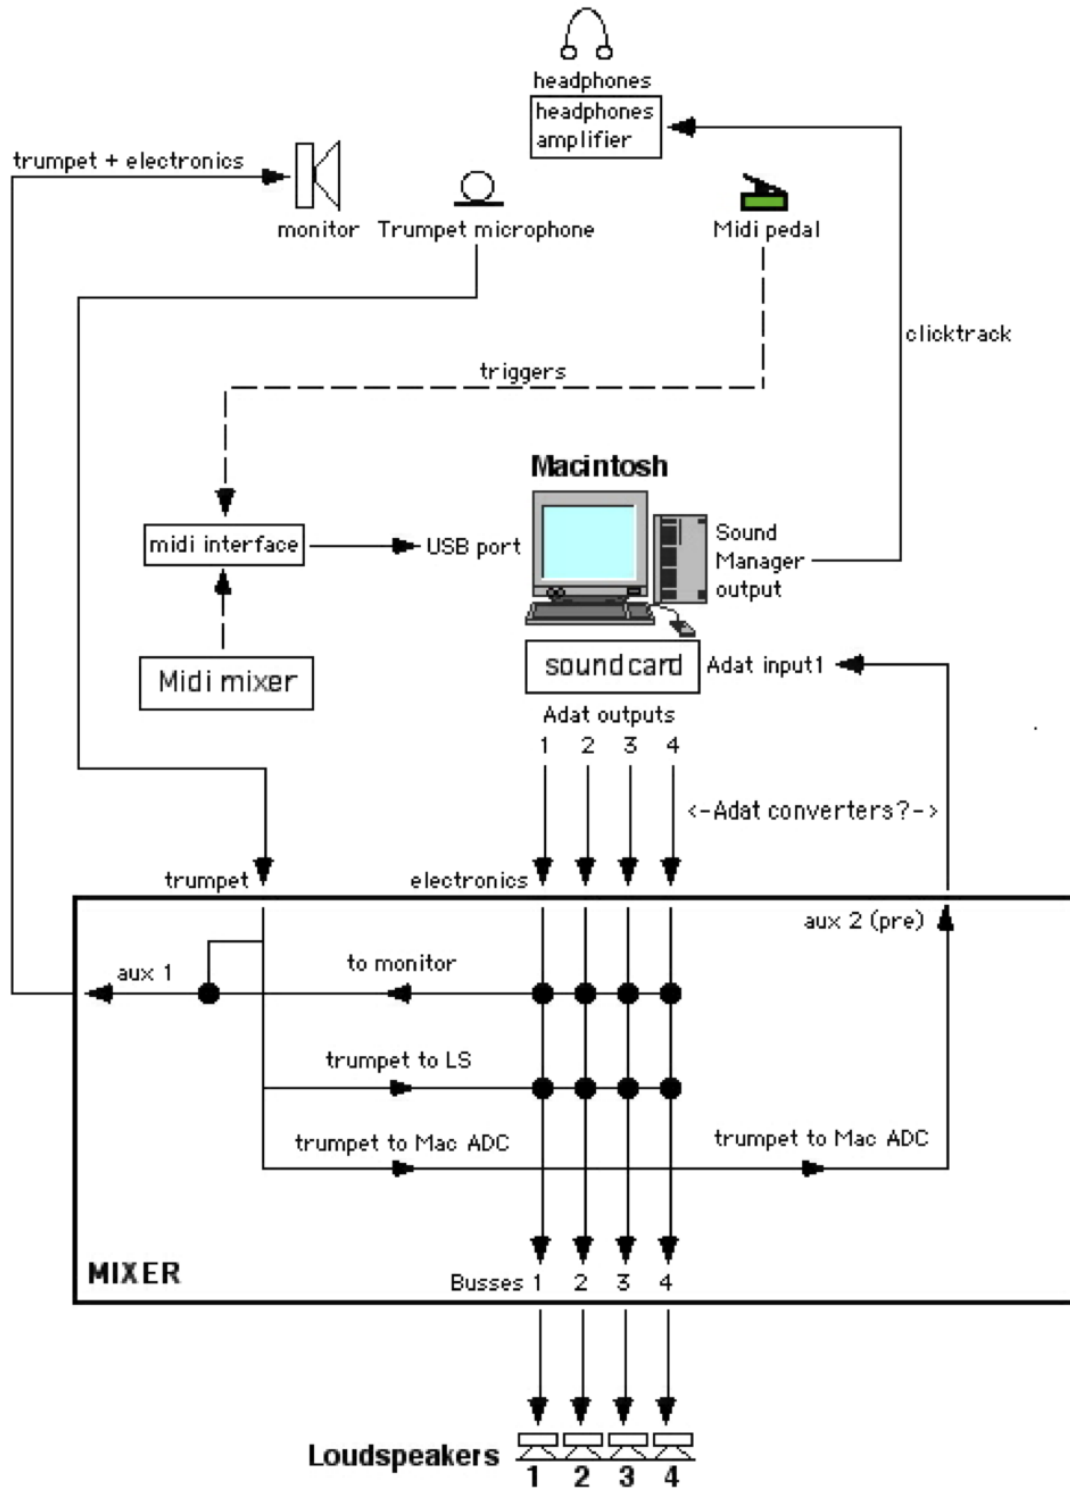 headphones
headphones
amplifier
trumpet + electronics
monitor
Trumpet microphone
Midi pedal
clicktrack
triggers
Macintosh
midi interface
USB port
Sound
Manager
output
Midi mixer
soundcard
Adat input1
Adat outputs
1 2 3 4
<-Adat converters?->
trumpet
electronics
aux 2 (pre)
aux 1
to monitor
trumpet to LS
trumpet to Mac ADC
trumpet to Mac ADC
MIXER
Busses 1 2 3 4
Loudspeakers
1 2 3 4